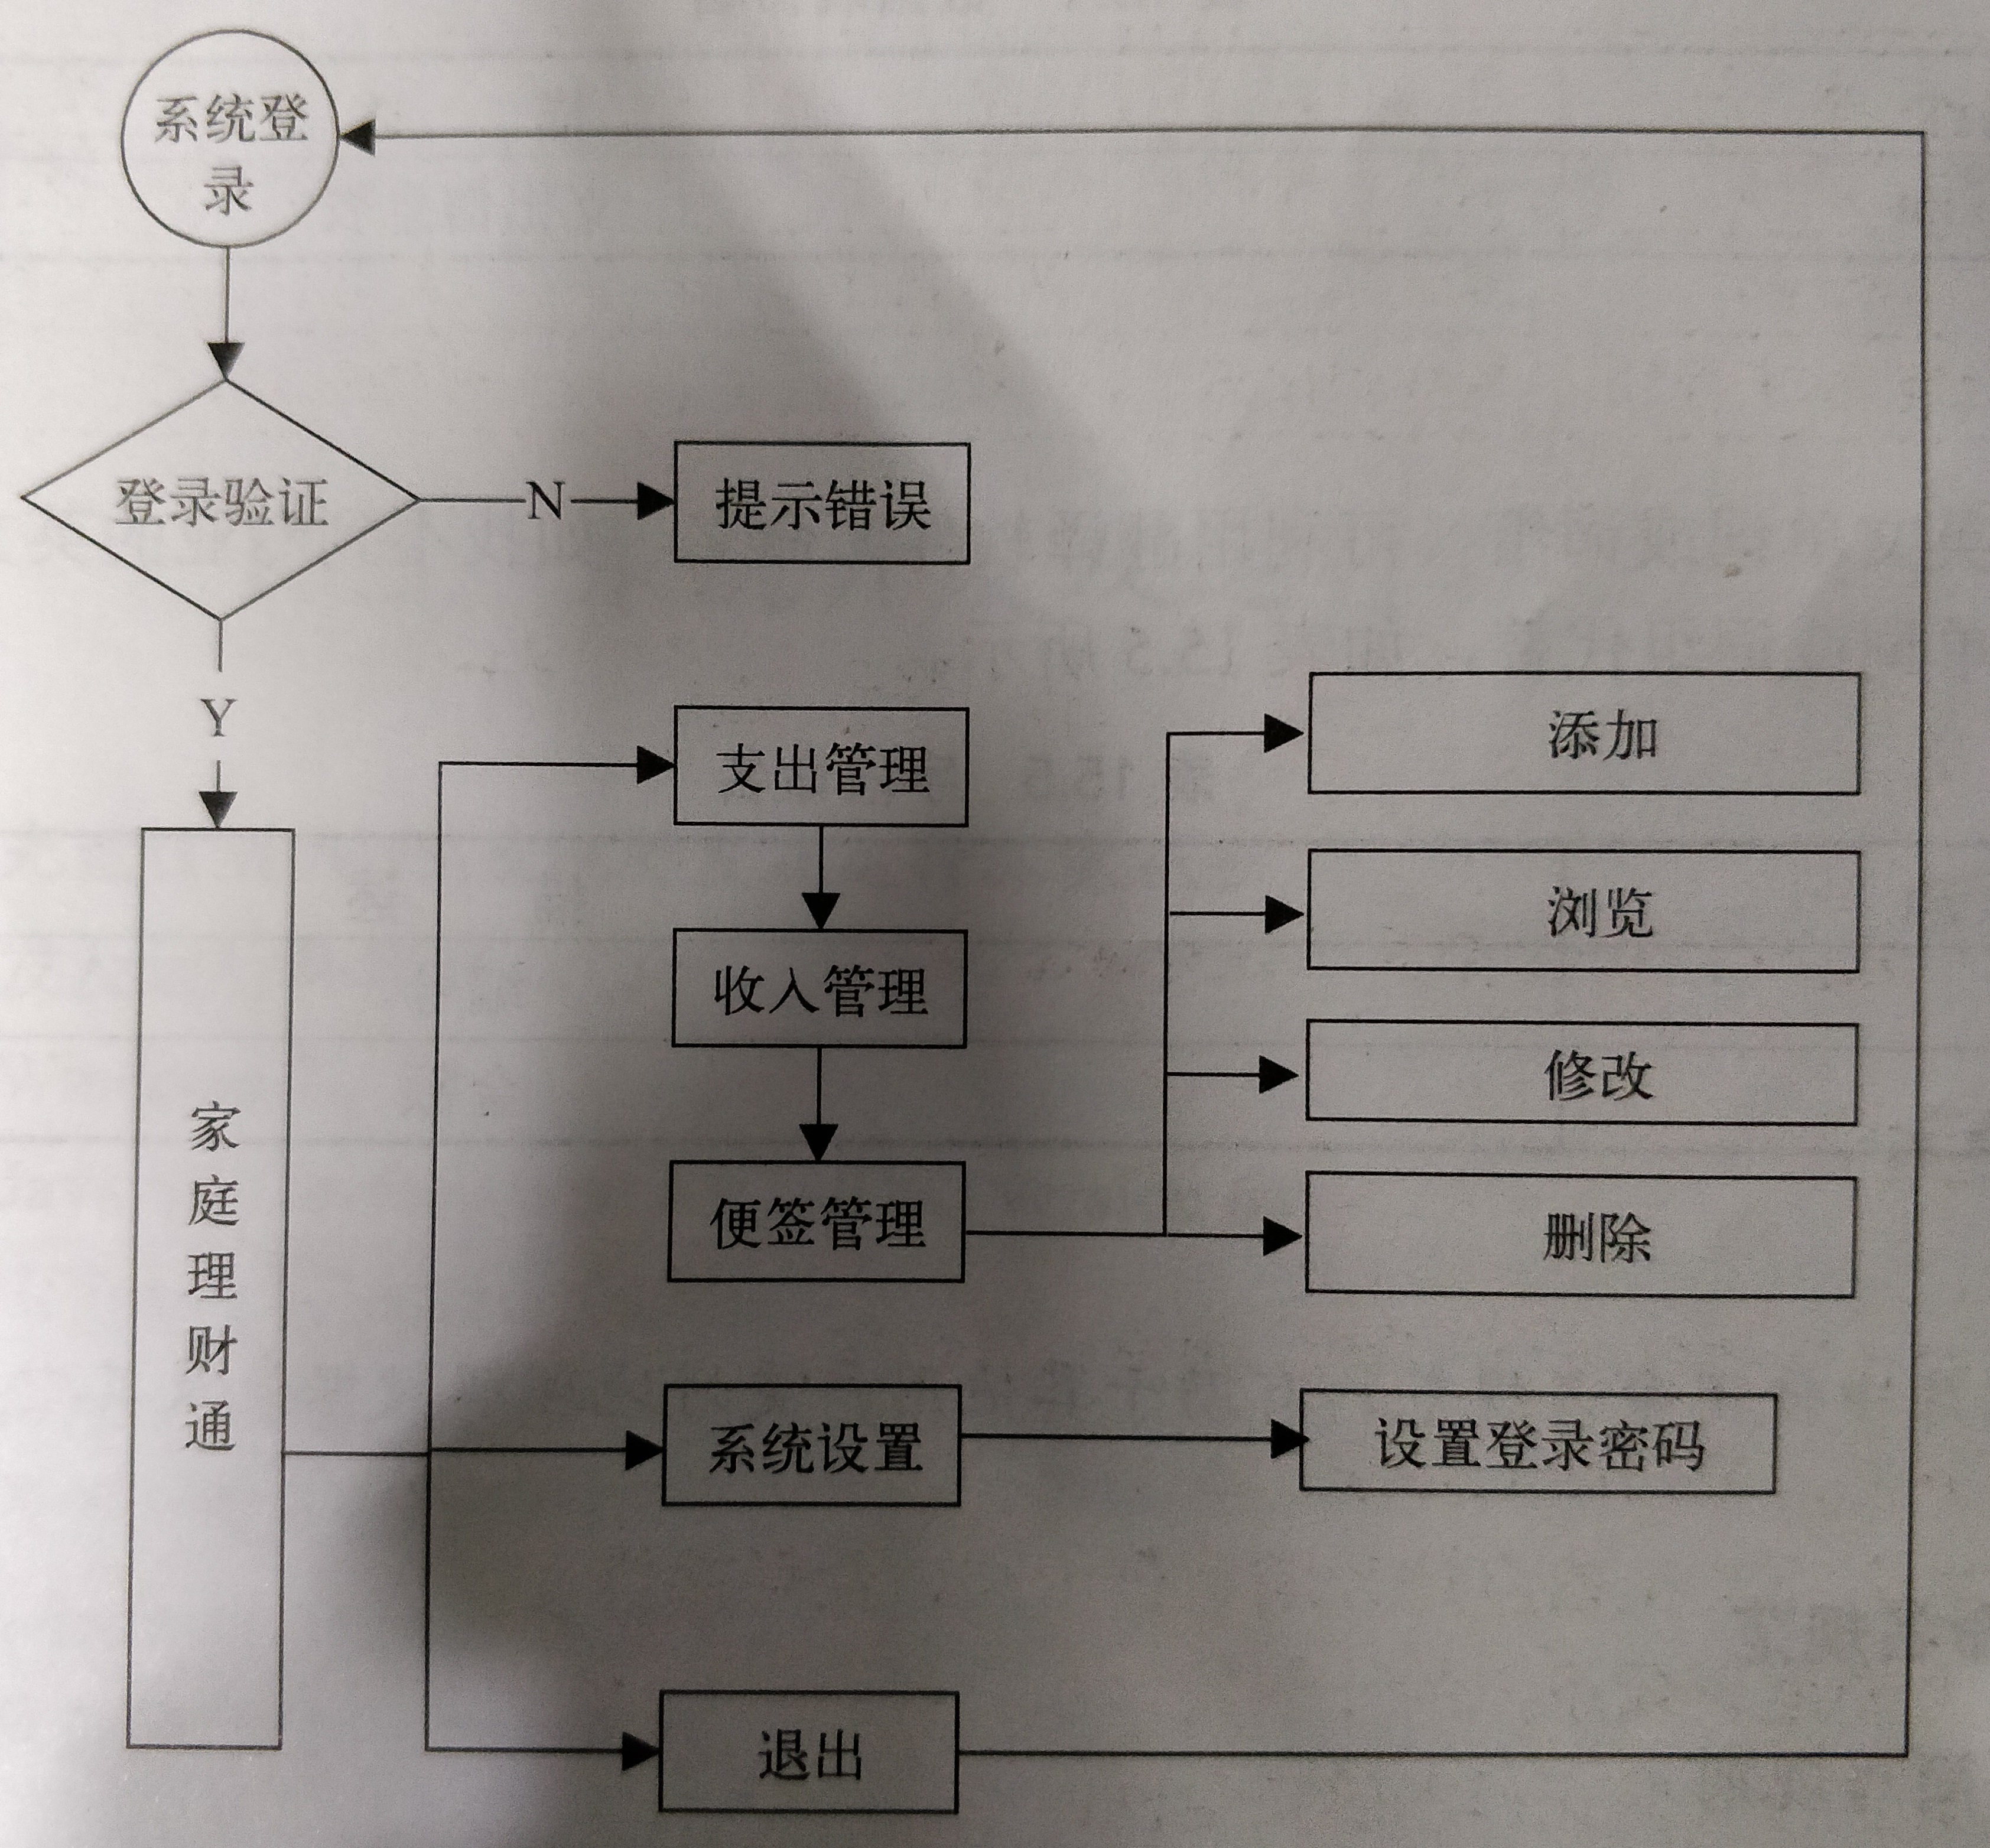 系统登
录
登录验证
N
提示错误
Y
支出管理
添加
浏览
收入管理
修改
便签管理
删除
家
庭
理
财
通
系统设置
设置登录密码
退出